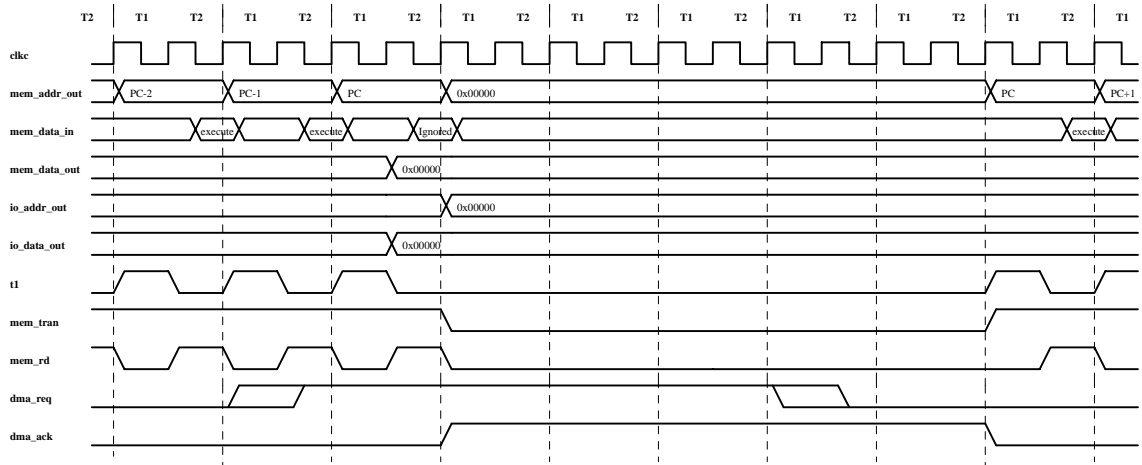 T2 T1 T2 T1 T2 T1 T2 T1 T2 T1 T2 T1 T2 T1 T2 T1 T2 T1 T2 T1
clkc
mem_addr_out PC-2 PC-1 PC 0x00000 PC PC+1
mem_data_in execute execute Ignored execute
mem_data_out 0x00000
io_addr_out 0x00000
io_data_out 0x00000
t1
mem_tran
mem_rd
dma_req
dma_ack